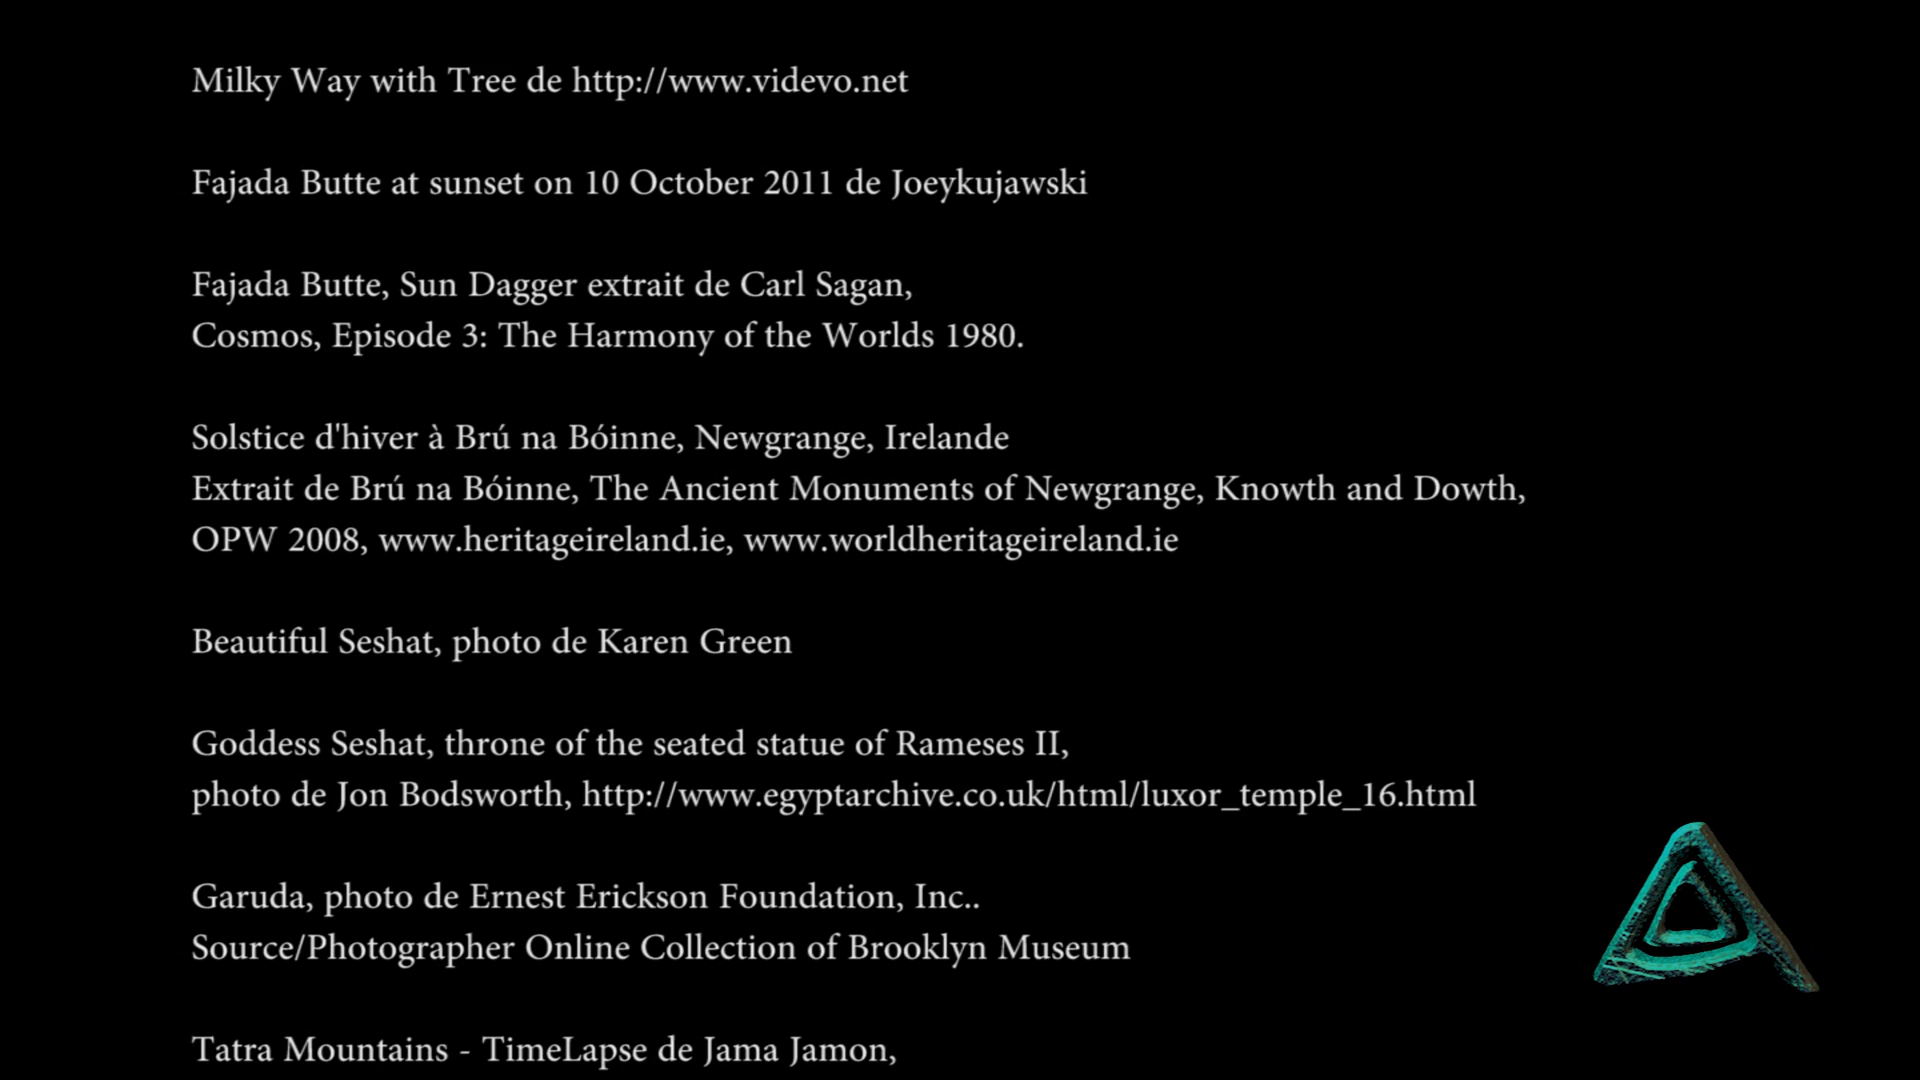 Milky Way with Tree de http://www.videvo.net
Fajada Butte at sunset on 10 October 2011 de Joeykujawski
Fajada Butte, Sun Dagger extrait de Carl Sagan,
Cosmos, Episode 3: The Harmony of the Worlds 1980.
Solstice d'hiver à Brú na Bóinne, Newgrange, Irelande
Extrait de Brú na Bóinne, The Ancient Monuments of Newgrange, Knowth and Dowth,
OPW 2008, www.heritageireland.ie, www.worldheritageireland.ie
Beautiful Seshat, photo de Karen Green
Goddess Seshat, throne of the seated statue of Rameses II,
photo de Jon Bodsworth, http://www.egyptarchive.co.uk/html/luxor_temple_16.html
Garuda, photo de Ernest Erickson Foundation, Inc..
Source/Photographer Online Collection of Brooklyn Museum
Tatra Mountains - TimeLapse de Jama Jamon,